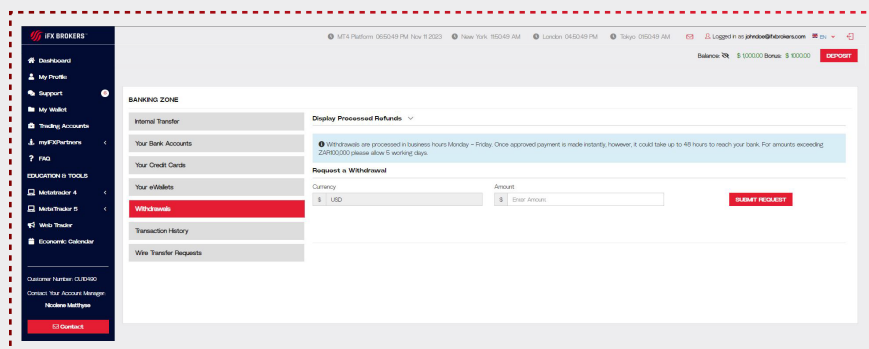 iFX BROKERS
MT4 Platform 06:50:49 PM Nov 11 2023 New York 11:50:49 AM London 04:50:49 PM Tokyo 01:50:49 AM Logged in as johndoe@ifxbrokers.com EN
Balance: $ 1,000.00 Bonus: $ 1000.00 DEPOSIT
Dashboard
My Profile
Support
My Wallet
Trading Accounts
myIFXPartners
FAQ
EDUCATION & TOOLS
Metatrader 4
MetaTrader 5
Web Trader
Economic Calendar
Customer Number: CU10490
Contact Your Account Manager:
Nicolene Matthyse
Contact
BANKING ZONE
Internal Transfer
Your Bank Accounts
Your Credit Cards
Your eWallets
Withdrawals
Transaction History
Wire Transfer Requests
Display Processed Refunds
Withdrawals are processed in business hours Monday – Friday. Once approved payment is made instantly, however, it could take up to 48 hours to reach your bank. For amounts exceeding
ZAR100,000 please allow 5 working days.
Request a Withdrawal
Currency Amount
$ USD $ Enter Amount SUBMIT REQUEST